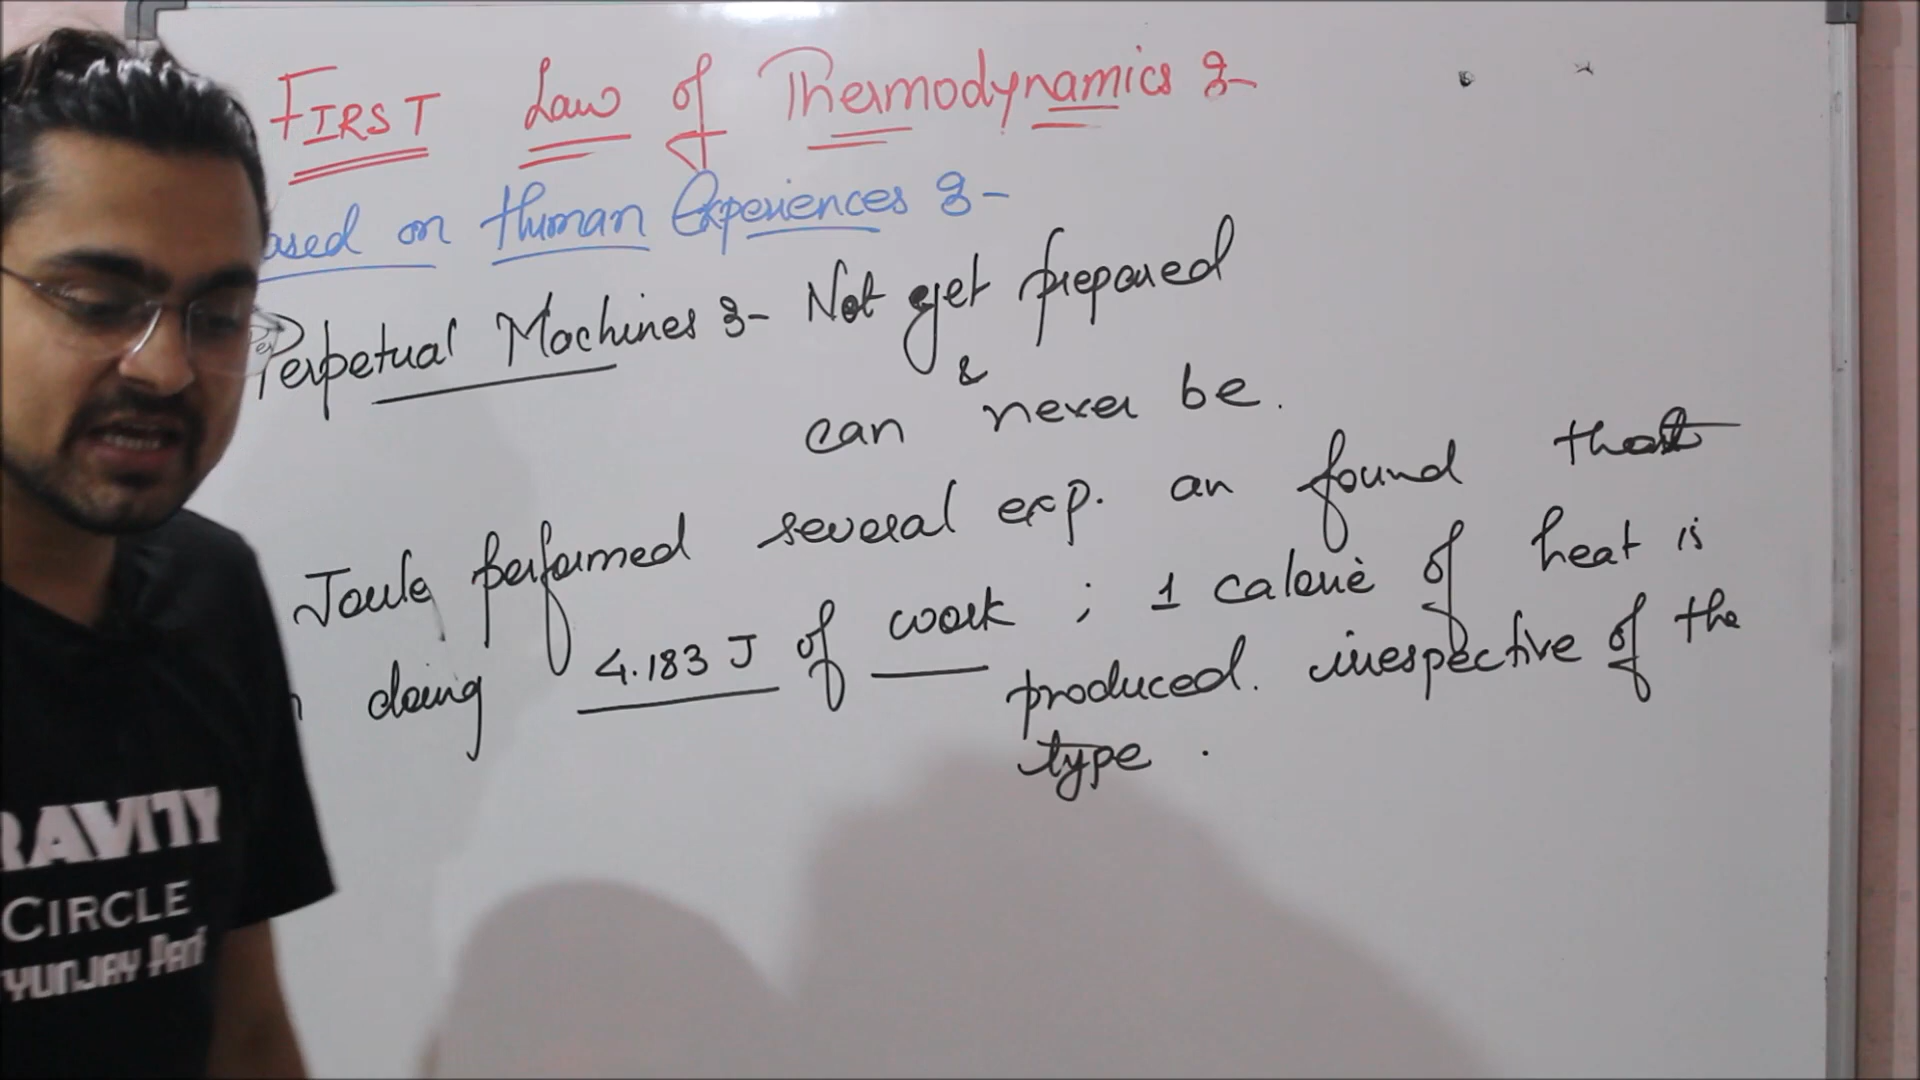 FIRST Law of Thermodynamics :-
ased on Human Experiences :-
Perpetual Machines :- Not yet prepared
&
can never be.
Joule performed several exp. an found that
n doing 4.183 J of work ; 1 calorie of heat is
produced. irrespective of the
type.
RAVITY
CIRCLE